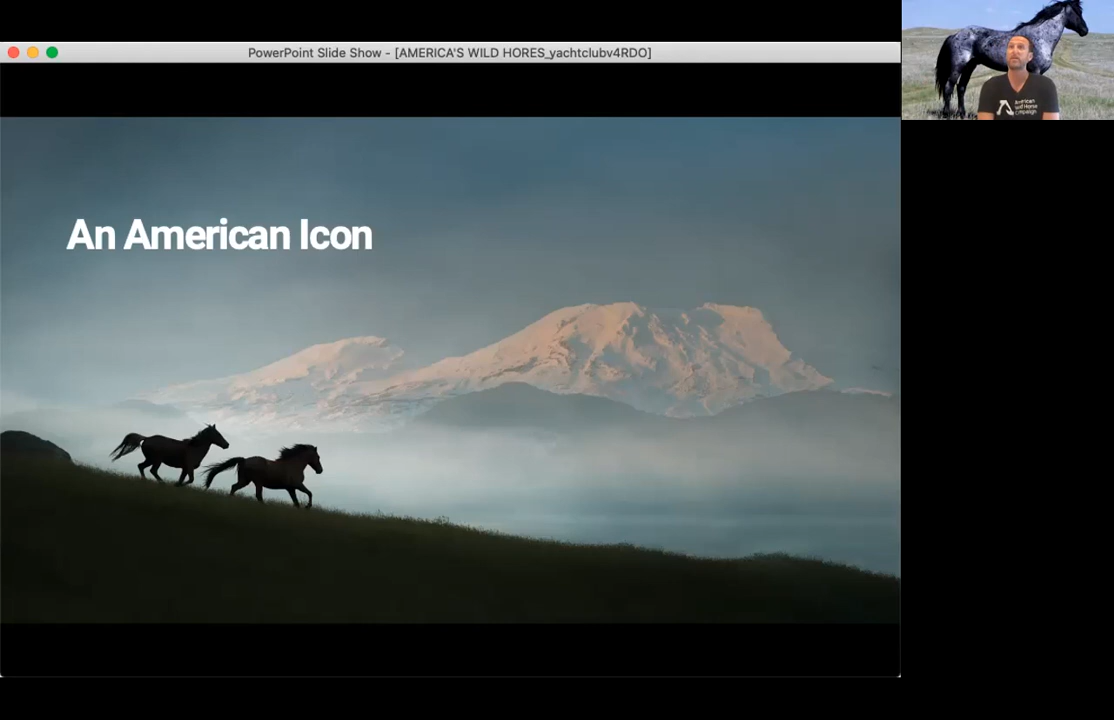 PowerPoint Slide Show - [AMERICA'S WILD HORES_yachtclubv4RDO]
An American Icon
American
Wild Horse
Campaign